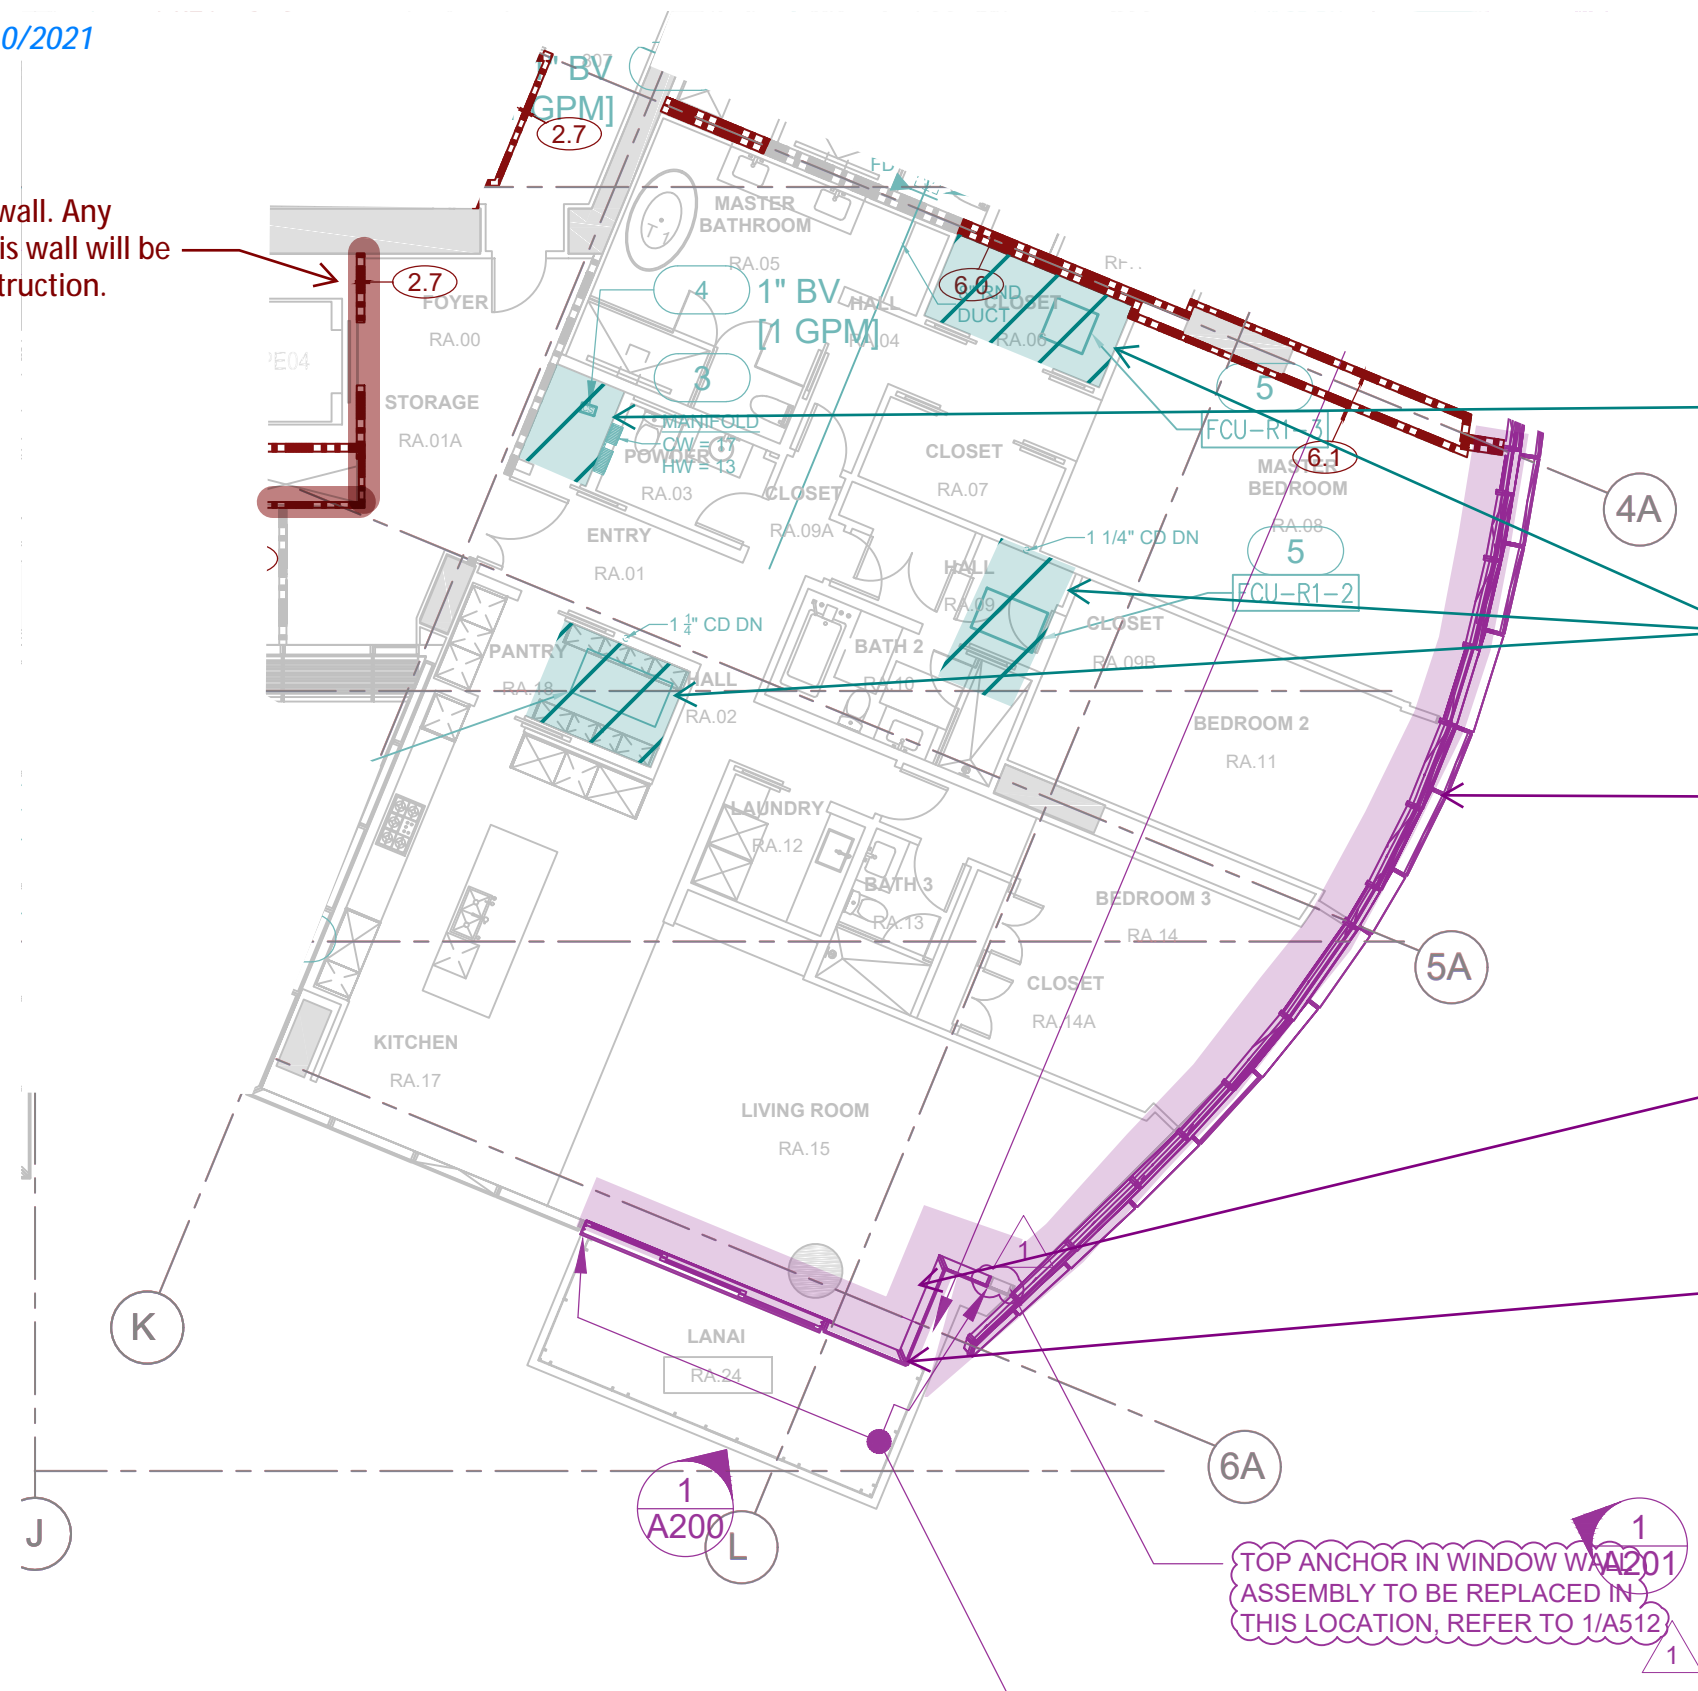 0/2021
1" BV
GPM]
2.7
wall. Any
is wall will be
truction.
2.7
FOYER
RA.00
PE04
STORAGE
RA.01A
MASTER
BATHROOM
RA.05
T 1
4
1" BV
[1 GPM]
3
HALL
RA.04
6.0
RND
DUCT
CLOSET
RA.06
5
FCU-R1-3
6.1
MASTER
BEDROOM
RA.08
5
FCU-R1-2
MANIFOLD
CW = 17
HW = 13
POWDER
RA.03
CLOSET
RA.09A
CLOSET
RA.07
4A
ENTRY
RA.01
1 1/4" CD DN
HALL
RA.09
CLOSET
RA.09B
1 1/4" CD DN
PANTRY
RA.18
HALL
RA.02
BATH 2
RA.10
BEDROOM 2
RA.11
LAUNDRY
RA.12
BATH 3
RA.13
BEDROOM 3
RA.14
5A
CLOSET
RA.14A
KITCHEN
RA.17
LIVING ROOM
RA.15
1
K
LANAI
RA.24
6A
1
A200
L
J
1
A201
TOP ANCHOR IN WINDOW WALL
ASSEMBLY TO BE REPLACED IN
THIS LOCATION, REFER TO 1/A512
1